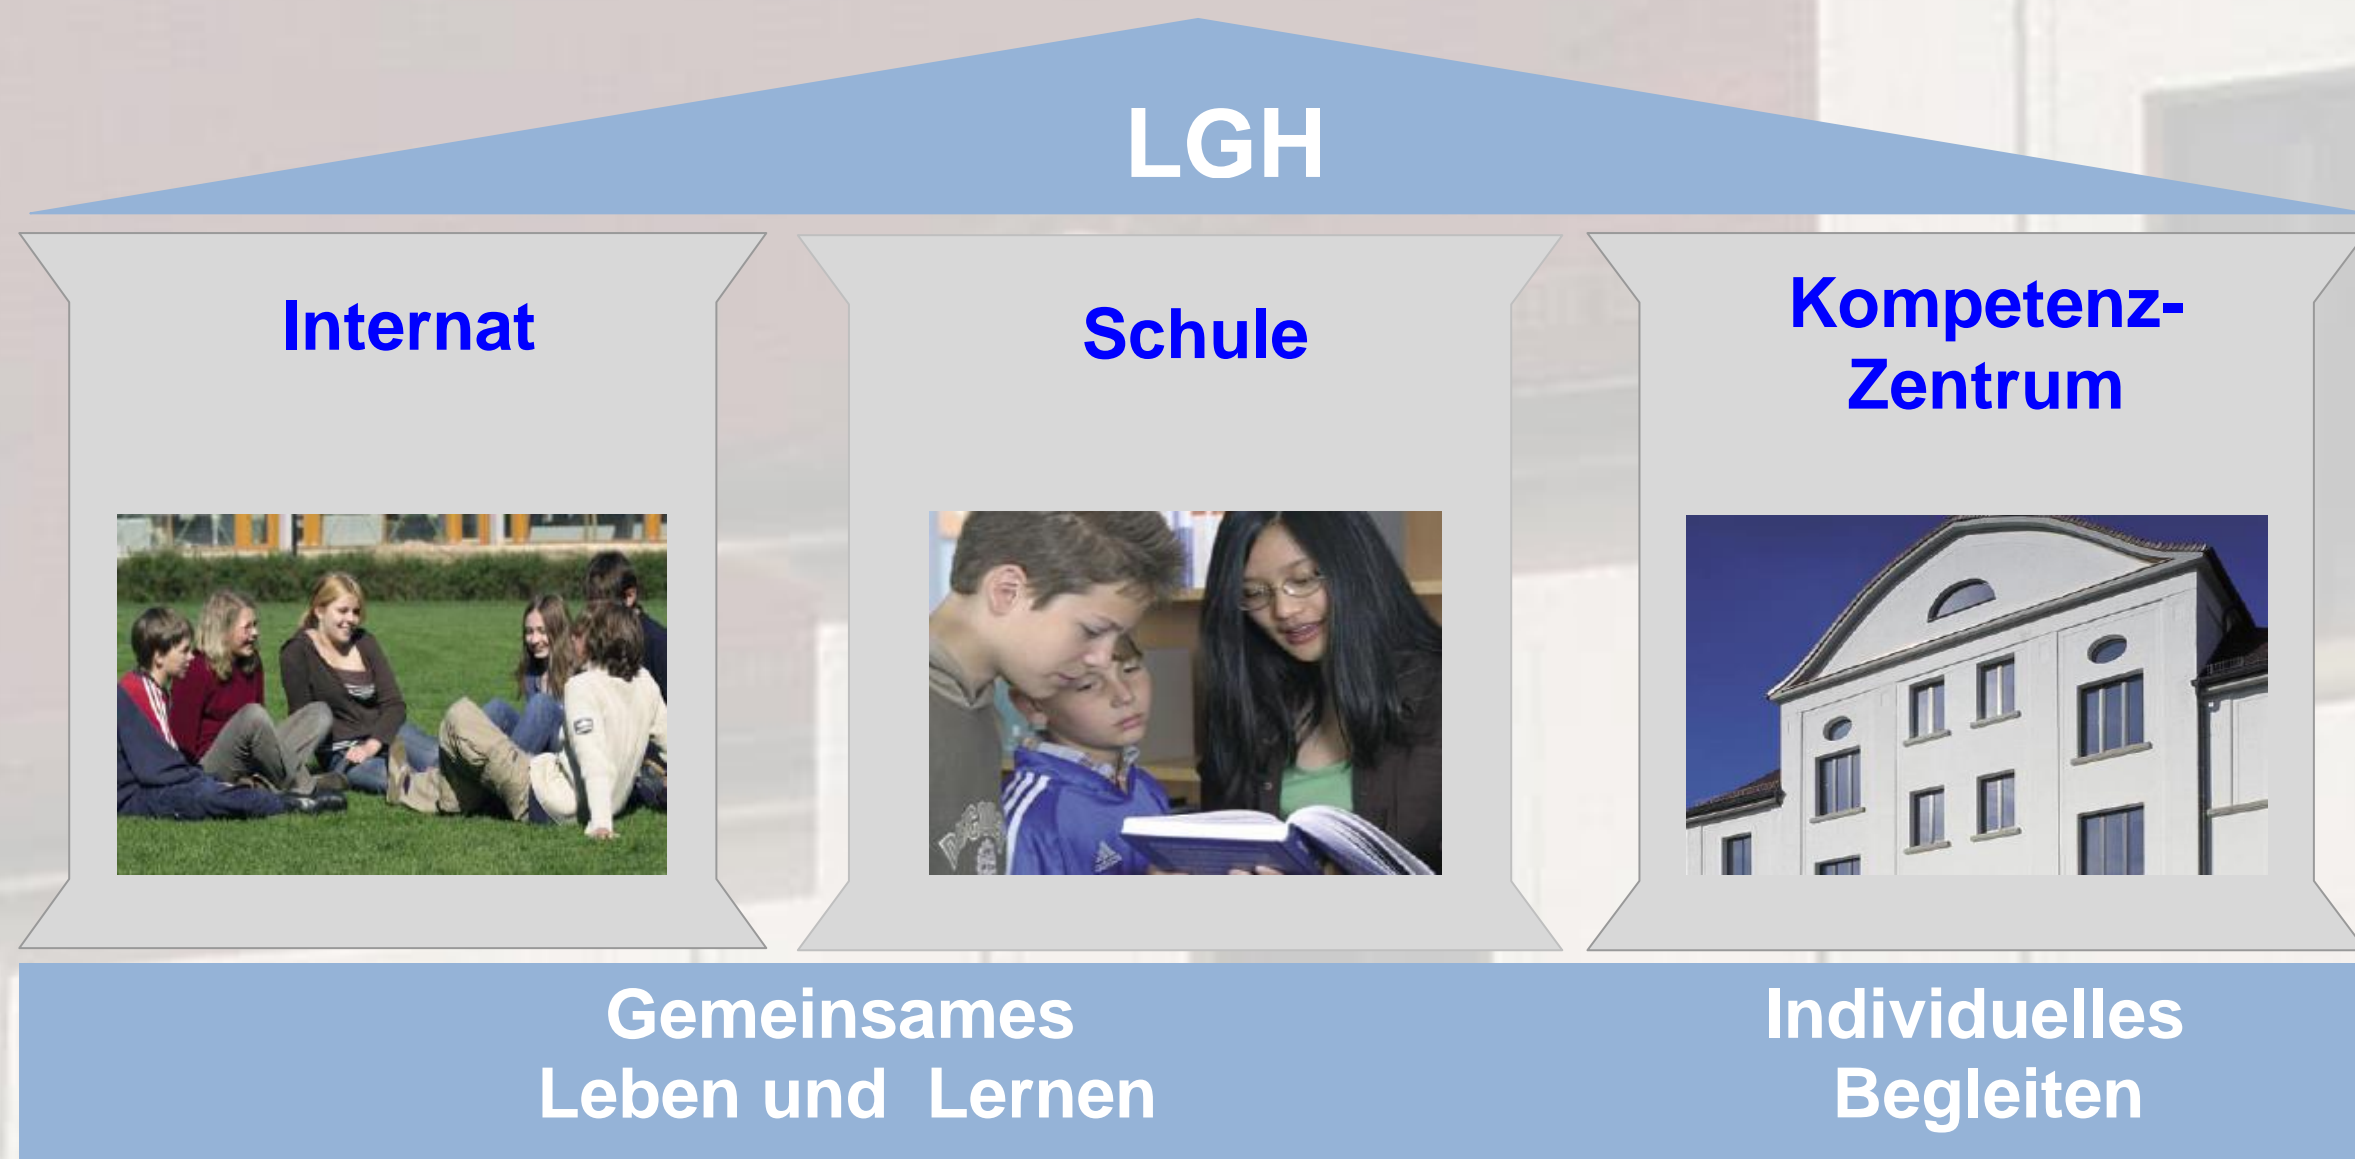 LGH
Internat
Schule
Kompetenz-
Zentrum
Gemeinsames
Leben und Lernen
Individuelles
Begleiten